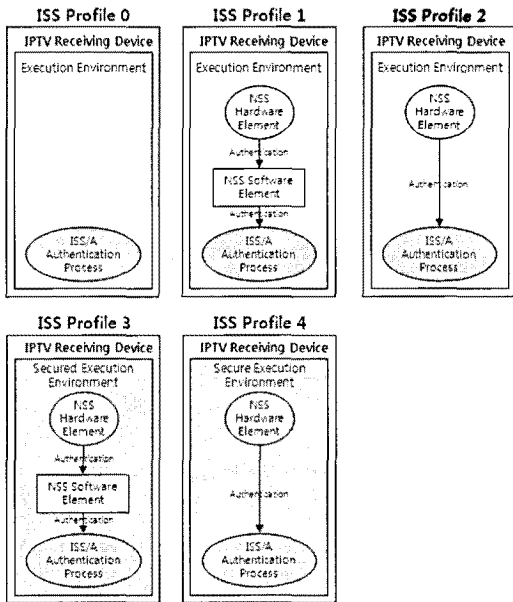 ISS Profile 0
IPTV Receiving Device
Execution Environment
ISS/A
Authentication
Process
ISS Profile 1
IPTV Receiving Device
Execution Environment
NSS
Hardware
Element
Authentication
NSS Software
Element
Authentication
ISS/A
Authentication
Process
ISS Profile 2
IPTV Receiving Device
Execution Environment
NSS
Hardware
Element
Authentication
ISS/A
Authentication
Process
ISS Profile 3
IPTV Receiving Device
Secured Execution
Environment
NSS
Hardware
Element
Authentication
NSS Software
Element
Authentication
ISS/A
Authentication
Process
ISS Profile 4
IPTV Receiving Device
Secure Execution
Environment
NSS
Hardware
Element
Authentication
ISS/A
Authentication
Process